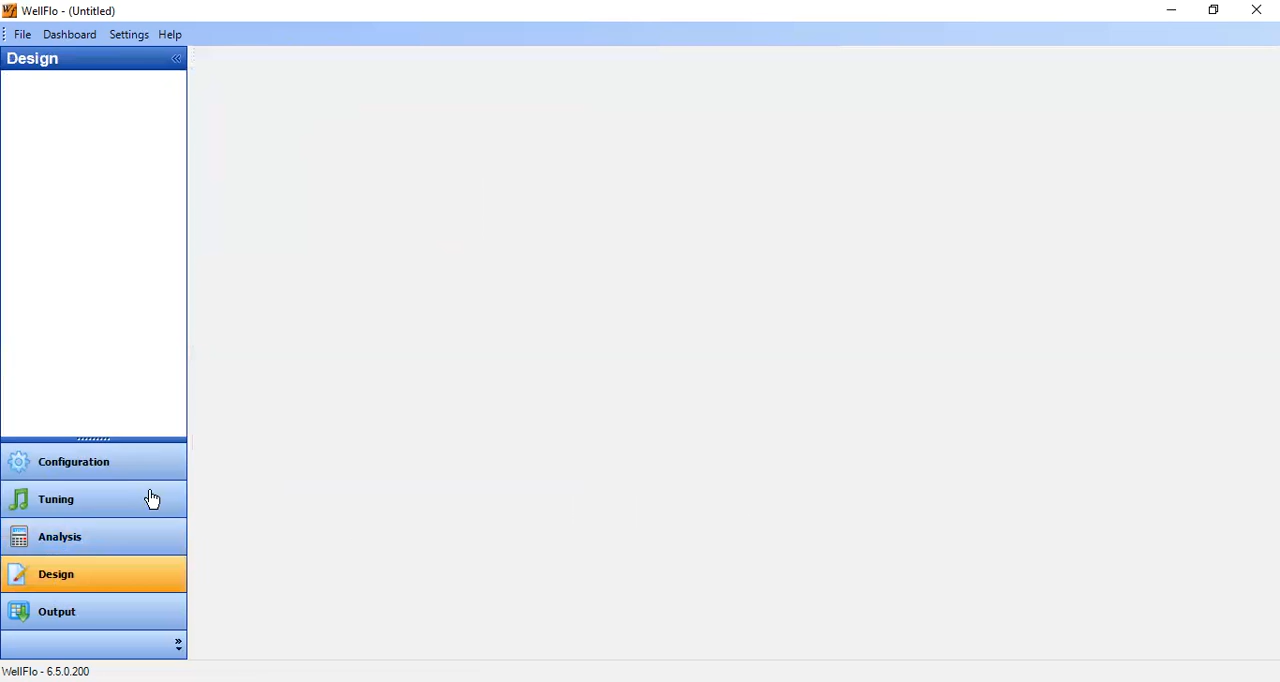 WellFlo - (Untitled)
File Dashboard Settings Help
Design
Configuration
Tuning
Analysis
Design
Output
WellFlo - 6.5.0.200